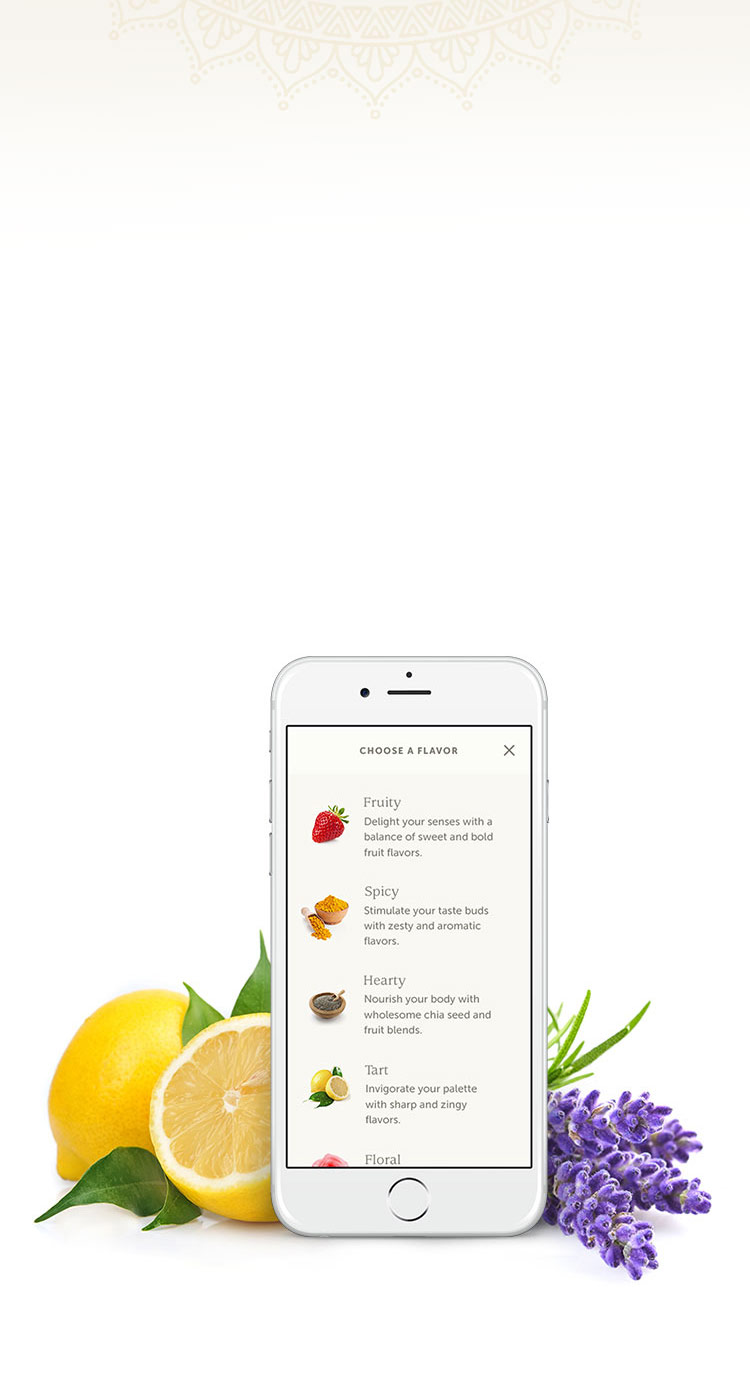 CHOOSE A FLAVOR
Fruity
Delight your senses with a
balance of sweet and bold
fruit flavors.
Spicy
Stimulate your taste buds
with zesty and aromatic
flavors.
Hearty
Nourish your body with
wholesome chia seed and
fruit blends.
Tart
Invigorate your palette
with sharp and zingy
flavors.
Floral